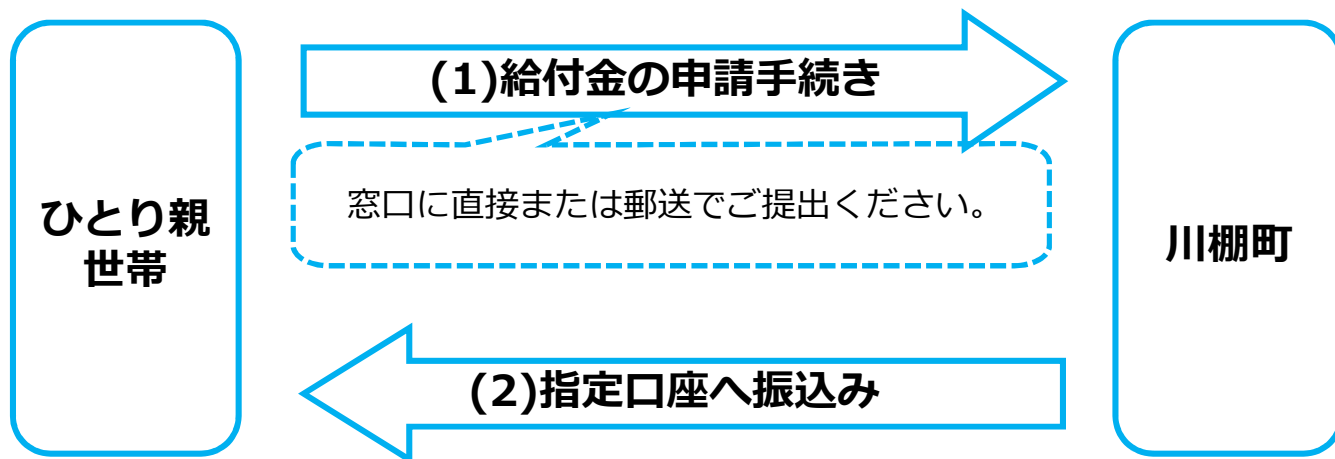 (1)給付金の申請手続き
窓口に直接または郵送でご提出ください。
ひとり親
世帯
川棚町
(2)指定口座へ振込み